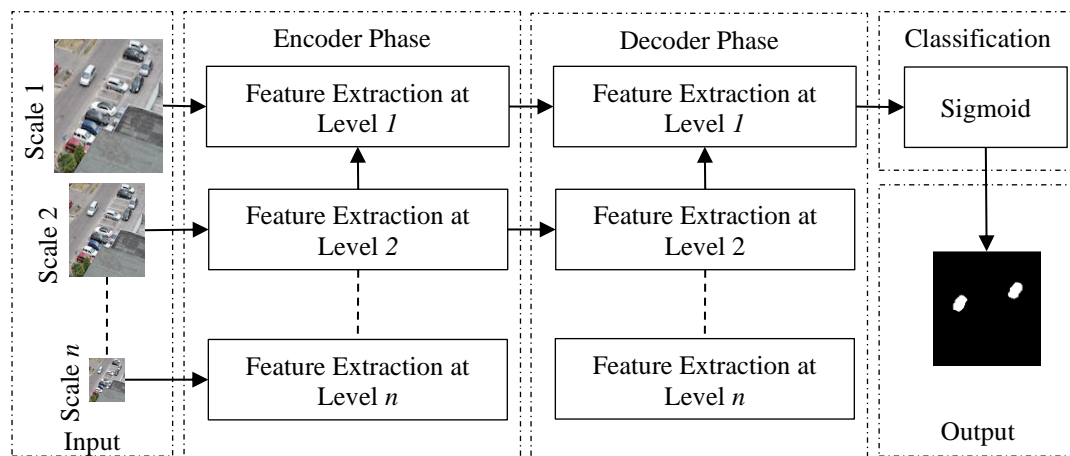 Encoder Phase
Decoder Phase
Classification
Scale 1
Feature Extraction at
Level 1
Feature Extraction at
Level 1
Sigmoid
Scale 2
Feature Extraction at
Level 2
Feature Extraction at
Level 2
Scale n
Feature Extraction at
Level n
Feature Extraction at
Level n
Input
Output